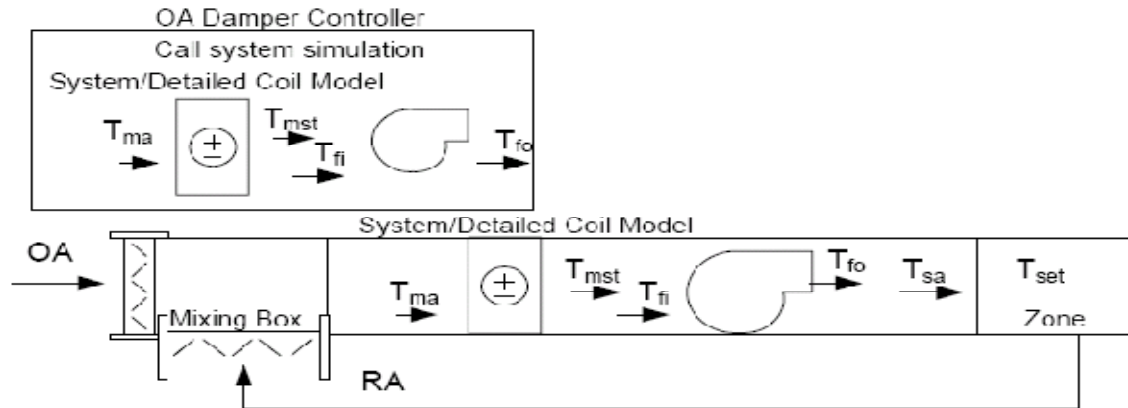 OA Damper Controller
Call system simulation
System/Detailed Coil Model
Tma
Tmst
Tfi
Tfo
System/Detailed Coil Model
OA
Tma
Tmst
Tfi
Tfo
Tsa
Tset
Mixing Box
Zone
RA